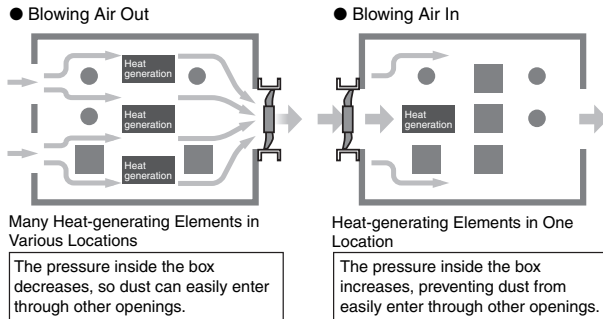 ● Blowing Air Out
Heat
generation
Heat
generation
Heat
generation
Many Heat-generating Elements in
Various Locations
The pressure inside the box
decreases, so dust can easily enter
through other openings.
● Blowing Air In
Heat
generation
Heat-generating Elements in One
Location
The pressure inside the box
increases, preventing dust from
easily enter through other openings.